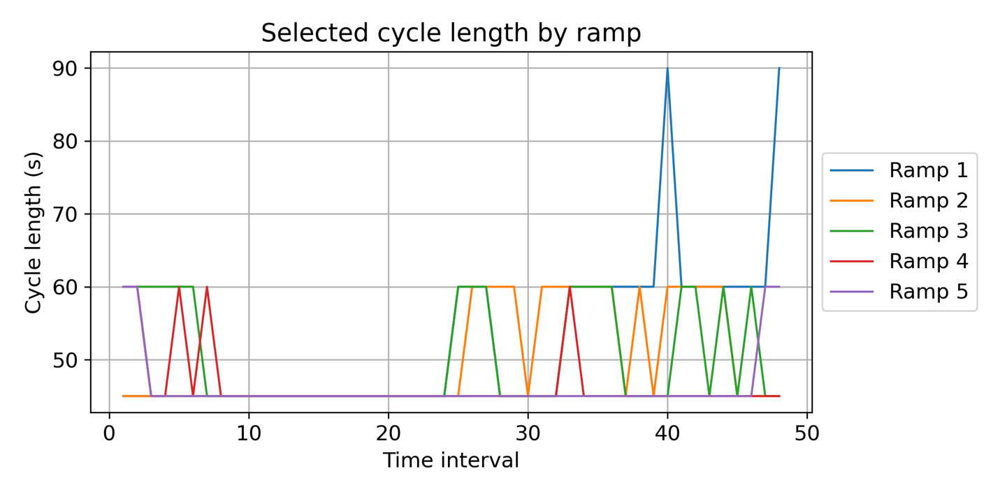 Selected cycle length by ramp
Cycle length (s)
90
80
70
60
50
0 10 20 30 40 50
Time interval
Ramp 1
Ramp 2
Ramp 3
Ramp 4
Ramp 5